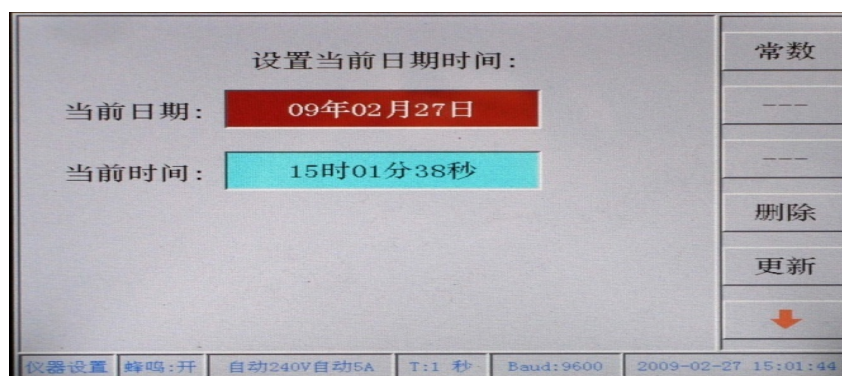 设置当前日期时间:
当前日期: 09年02月27日
当前时间: 15时01分38秒
常数
---
---
删除
更新
仪器设置 蜂鸣:开 自动240V自动5A T:1 秒 Baud:9600 2009-02-27 15:01:44